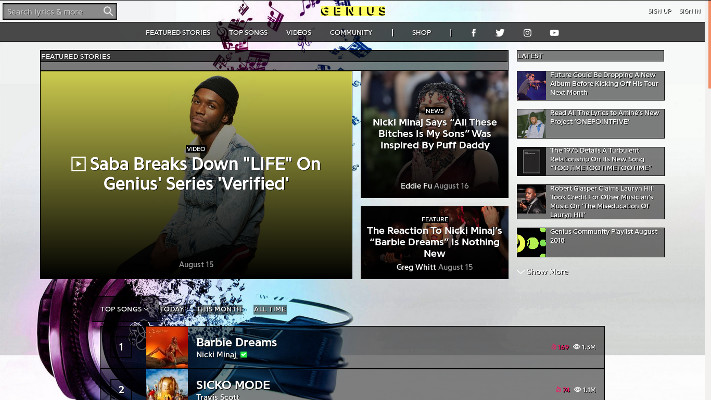 Search lyrics & more
GENIUS
SIGN UP
SIGN IN
FEATURED STORIES
TOP SONGS
VIDEOS
COMMUNITY
SHOP
FEATURED STORIES
VIDEO
Saba Breaks Down "LIFE" On
Genius' Series 'Verified'
August 15
NEWS
Nicki Minaj Says “All These
Bitches Is My Sons” Was
Inspired By Puff Daddy
Eddie Fu August 16
FEATURE
The Reaction To Nicki Minaj’s
“Barbie Dreams” Is Nothing
New
Greg Whitt August 15
LATEST
Future Could Be Dropping A New
Album Before Kicking Off His Tour
Next Month
Read All The Lyrics to Aminé’s New
Project ‘ONEPOINTFIVE’
The 1975 Details A Turbulent
Relationship On Its New Song
“TOOTIMETOOTIMETOOTIME”
Robert Glasper Claims Lauryn Hill
Took Credit For Other Musician’s
Music On ‘The Miseducation Of
Lauryn Hill’
Genius Community Playlist August
2018
Show More
TOP SONGS
TODAY
THIS MONTH
ALL TIME
1
Barbie Dreams
Nicki Minaj
1.3M
2
SICKO MODE
Travis Scott